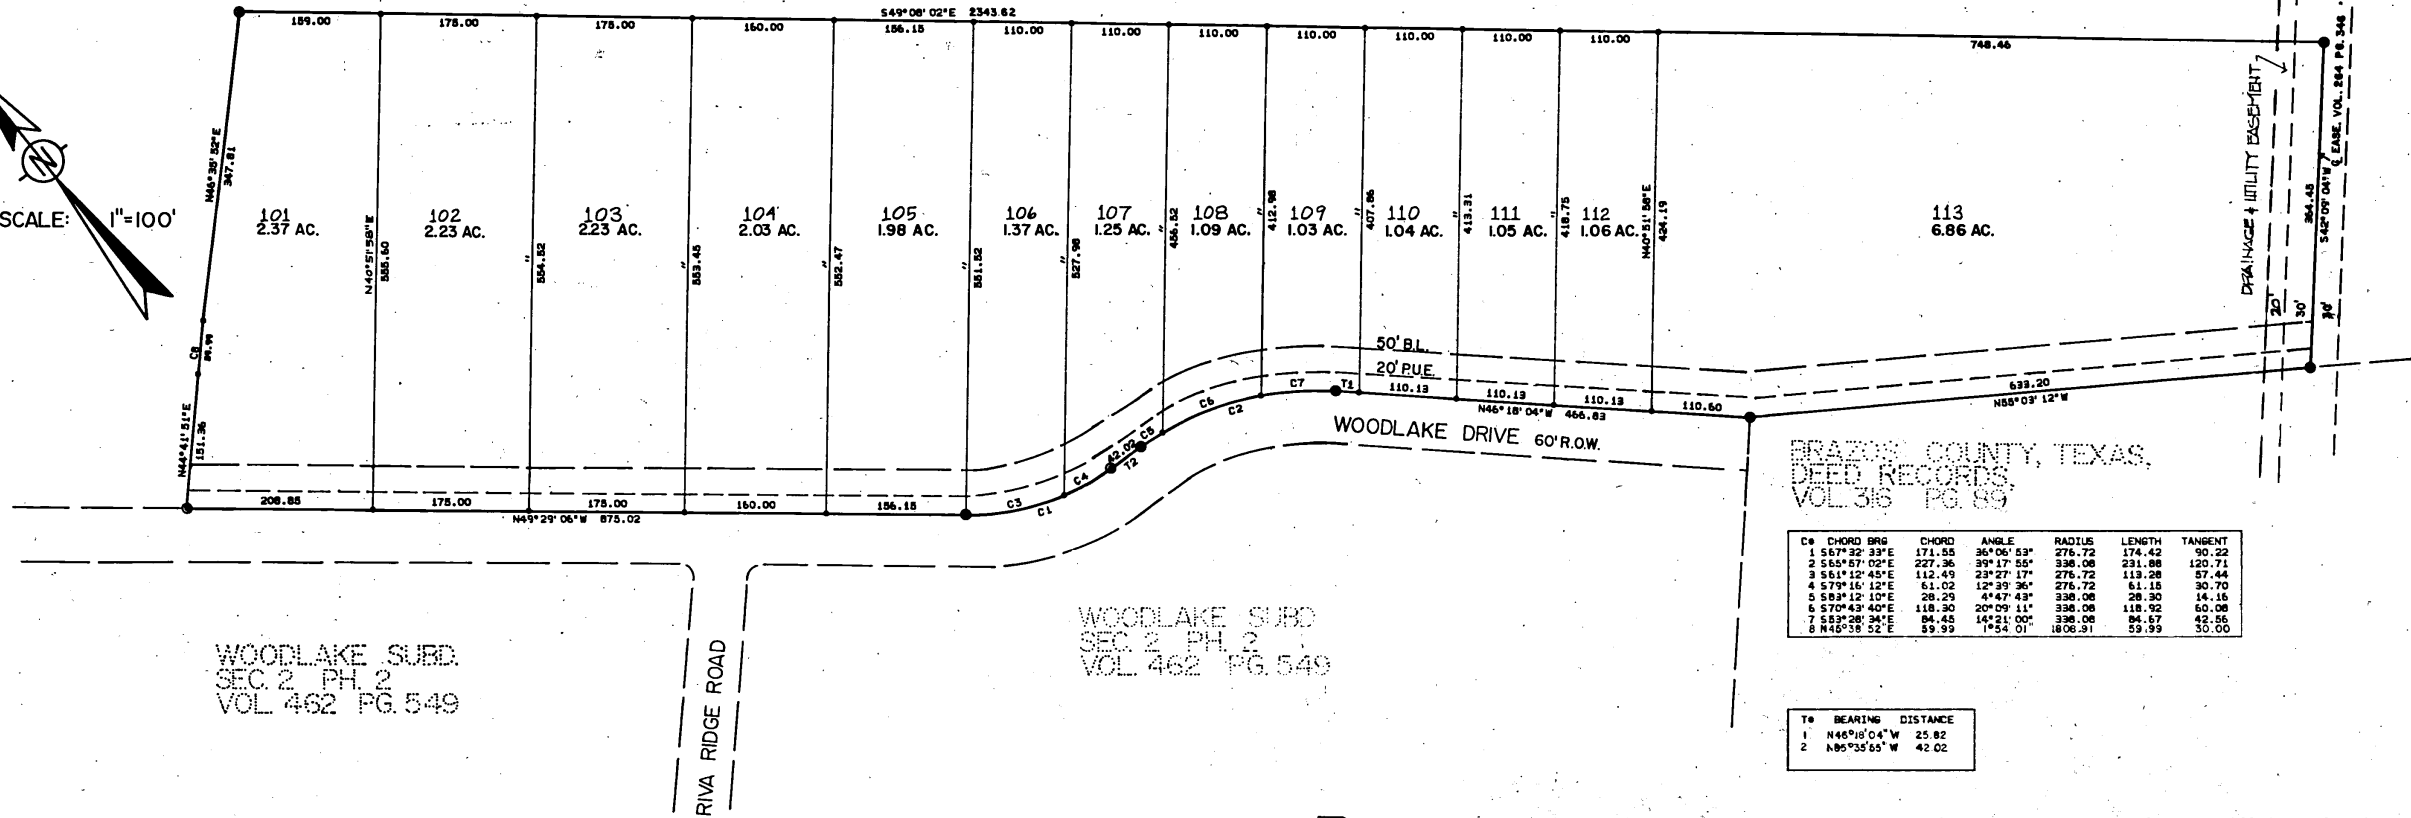 S49°08'02"E 2343.62
159.00 175.00 175.00 160.00 156.15 110.00 110.00 110.00 110.00 110.00 110.00 110.00 748.46
SCALE: 1"=100'
N
N46°35'52"E
347.81
C8
59.99
N44°41'51"E
151.36
101
2.37 AC.
N40°51'58"E
555.60
102
2.23 AC.
"
554.52
103
2.23 AC.
"
553.45
104
2.03 AC.
"
552.47
105
1.98 AC.
"
551.52
106
1.37 AC.
"
527.98
107
1.25 AC.
"
456.52
108
1.09 AC.
"
412.98
109
1.03 AC.
"
407.86
110
1.04 AC.
"
413.31
111
1.05 AC.
"
418.75
112
1.06 AC.
N40°51'58"E
424.19
113
6.86 AC.
DRAINAGE & UTILITY EASEMENT
20'
30'
30'
364.45
S42°09'04"W
℄ EASE. VOL. 264 PG. 346
50' B.L.
20' P.U.E.
208.85 175.00 175.00 160.00 156.15
N49°29'06"W 875.02
C3
C1
C4
42.02
T2
C5
C6
C2
C7
T1
110.13 110.13 110.13 110.60
N46°18'04"W 466.83
633.20
N55°03'12"W
WOODLAKE DRIVE 60' R.O.W.
RIVA RIDGE ROAD
WOODLAKE SUBD.
SEC. 2 PH. 2
VOL. 462 PG. 549
WOODLAKE SUBD
SEC. 2 PH. 2
VOL. 462 PG. 549
BRAZOS COUNTY, TEXAS,
DEED RECORDS,
VOL. 316 PG. 89
C# CHORD BRG CHORD ANGLE RADIUS LENGTH TANGENT
1 S67°32'33"E 171.55 36°06'53" 276.72 174.42 90.22
2 S65°57'02"E 227.36 39°17'55" 338.08 231.88 120.71
3 S61°12'45"E 112.49 23°27'17" 276.72 113.28 57.44
4 S79°16'12"E 61.02 12°39'36" 276.72 61.15 30.70
5 S83°12'10"E 28.29 4°47'43" 338.08 28.30 14.16
6 S70°43'40"E 118.30 20°09'11" 338.08 118.92 60.08
7 S53°28'34"E 84.45 14°21'00" 338.08 84.67 42.56
8 N45°38'52"E 59.99 1°54'01" 1808.91 59.99 30.00
T# BEARING DISTANCE
1 N46°18'04"W 25.82
2 N85°35'55"W 42.02